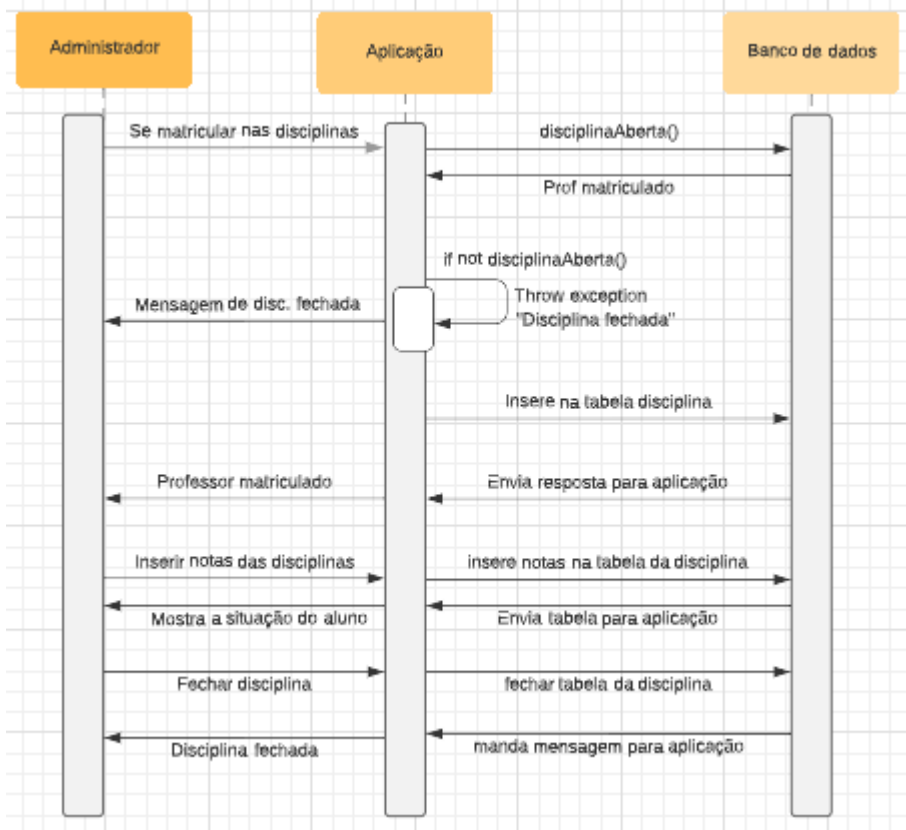 Administrador
Aplicação
Banco de dados
Se matricular nas disciplinas
disciplinaAberta()
Prof matriculado
if not disciplinaAberta()
Throw exception
"Disciplina fechada"
Mensagem de disc. fechada
Insere na tabela disciplina
Professor matriculado
Envia resposta para aplicação
Inserir notas das disciplinas
insere notas na tabela da disciplina
Mostra a situação do aluno
Envia tabela para aplicação
Fechar disciplina
fechar tabela da disciplina
Disciplina fechada
manda mensagem para aplicação